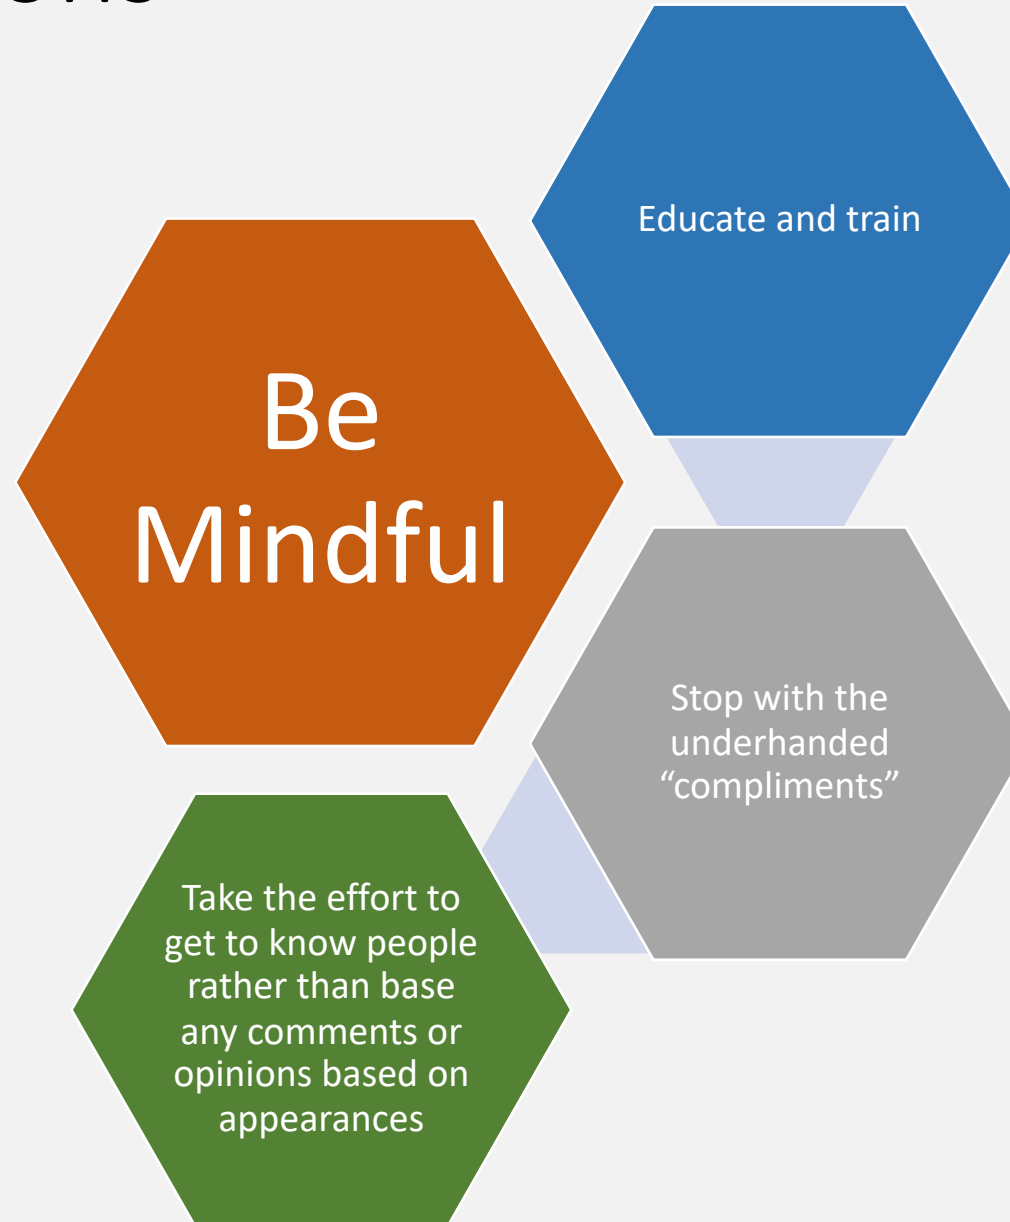 Educate and train
Be
Mindful
Stop with the
underhanded
“compliments”
Take the effort to
get to know people
rather than base
any comments or
opinions based on
appearances